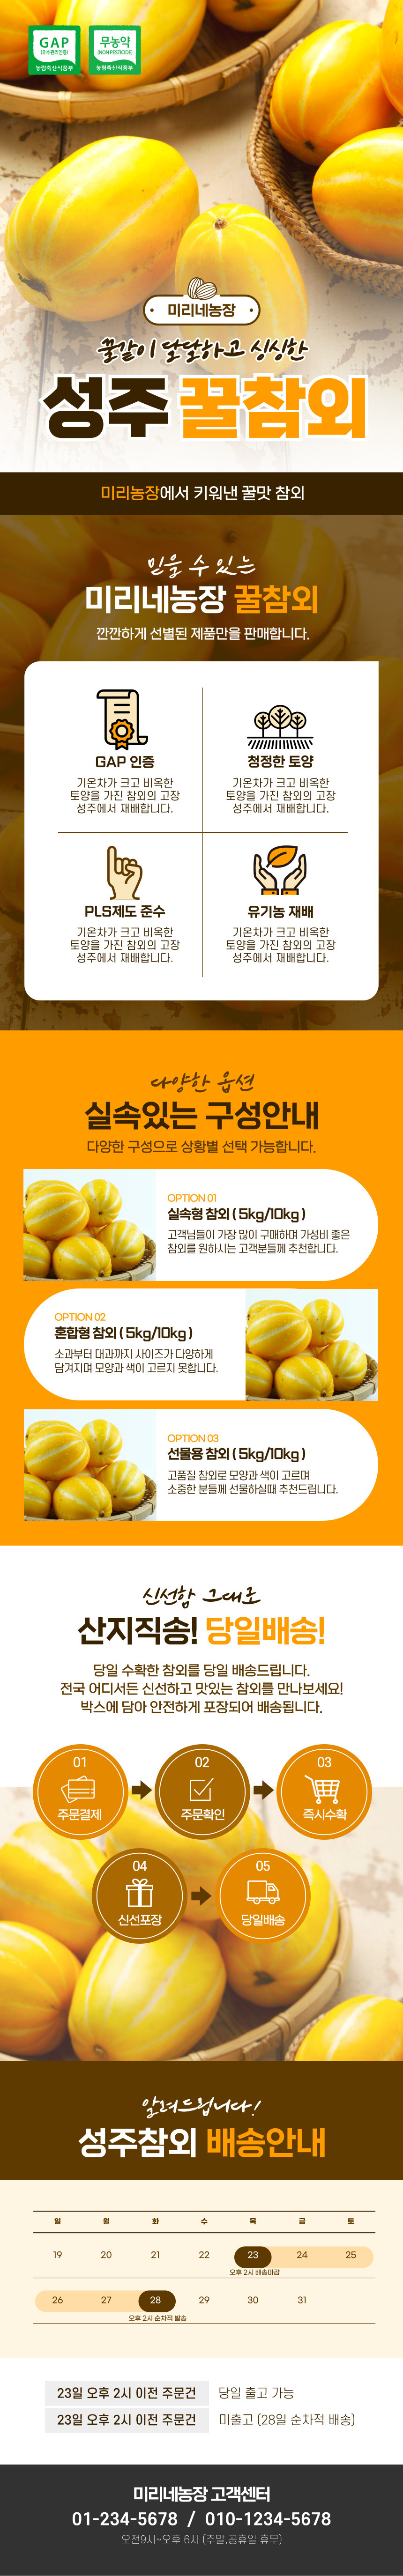 GAP
(우수관리인증)
농림축산식품부
무농약
(NON PESTICIDE)
농림축산식품부
미리네농장
꿀같이 달달하고 싱싱한
성주 꿀참외
미리농장에서 키워낸 꿀맛 참외
믿을 수 있는
미리네농장 꿀참외
깐깐하게 선별된 제품만을 판매합니다.
GAP 인증
기온차가 크고 비옥한
토양을 가진 참외의 고장
성주에서 재배합니다.
청정한 토양
기온차가 크고 비옥한
토양을 가진 참외의 고장
성주에서 재배합니다.
PLS제도 준수
기온차가 크고 비옥한
토양을 가진 참외의 고장
성주에서 재배합니다.
유기농 재배
기온차가 크고 비옥한
토양을 가진 참외의 고장
성주에서 재배합니다.
다양한 옵션
실속있는 구성안내
다양한 구성으로 상황별 선택 가능합니다.
OPTION 01
실속형 참외 ( 5kg/10kg )
고객님들이 가장 많이 구매하며 가성비 좋은
참외를 원하시는 고객분들께 추천합니다.
OPTION 02
혼합형 참외 ( 5kg/10kg )
소과부터 대과까지 사이즈가 다양하게
담겨지며 모양과 색이 고르지 못합니다.
OPTION 03
선물용 참외 ( 5kg/10kg )
고품질 참외로 모양과 색이 고르며
소중한 분들께 선물하실때 추천드립니다.
신선함 그대로
산지직송! 당일배송!
당일 수확한 참외를 당일 배송드립니다.
전국 어디서든 신선하고 맛있는 참외를 만나보세요!
박스에 담아 안전하게 포장되어 배송됩니다.
01
주문결제
02
주문확인
03
즉시수확
04
신선포장
05
당일배송
알려드립니다!
성주참외 배송안내
일 월 화 수 목 금 토
19 20 21 22 23 24 25
오후 2시 배송마감
26 27 28 29 30 31
오후 2시 순차적 발송
23일 오후 2시 이전 주문건 당일 출고 가능
23일 오후 2시 이전 주문건 미출고 (28일 순차적 배송)
미리네농장 고객센터
01-234-5678 / 010-1234-5678
오전9시~오후 6시 (주말,공휴일 휴무)